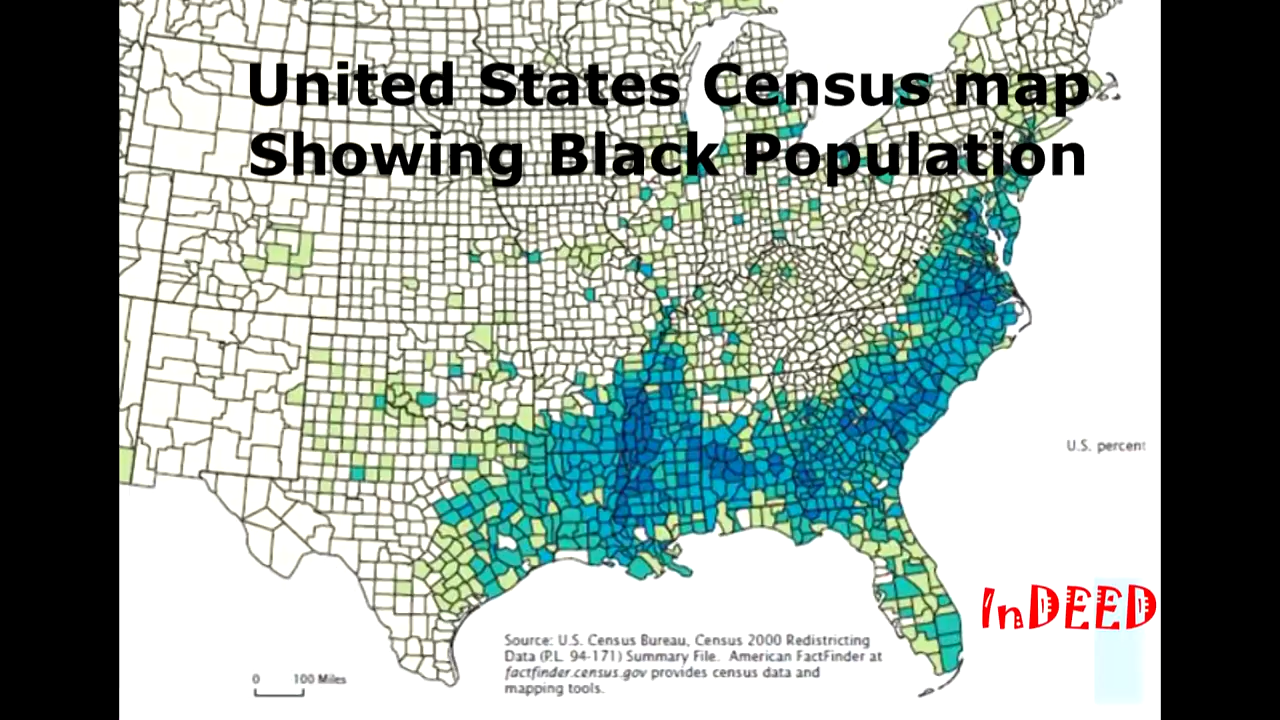 United States Census map
Showing Black Population
U.S. percent
InDEED
Source: U.S. Census Bureau, Census 2000 Redistricting
Data (P.L. 94-171) Summary File. American FactFinder at
factfinder.census.gov provides census data and
mapping tools.
0 100 Miles